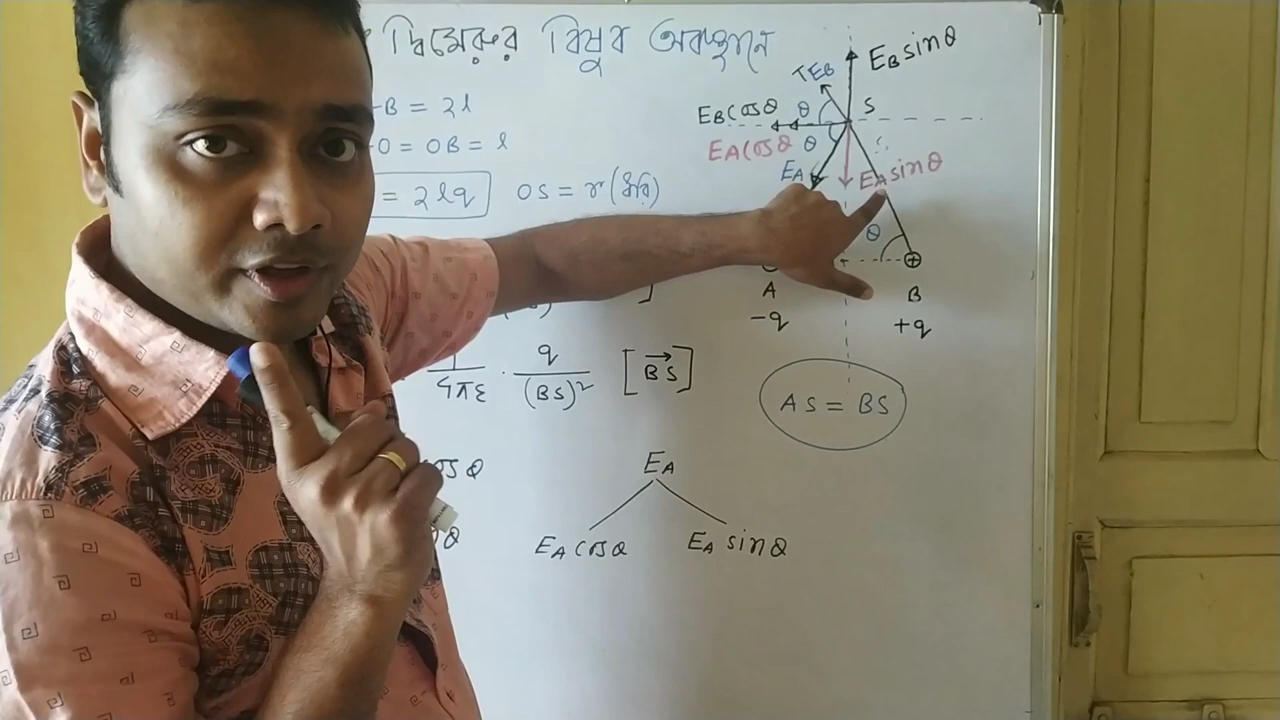 দ্বিমেরুর বিষুব অবস্থানে
-B = 2l
-O = OB = l
= 2lq OS = r (ধরি)
EB sinθ
EB
S
EB cosθ θ
EA cosθ θ
EA
EA sinθ
θ
A B
-q +q
1/4πε · q/(BS)² [BS→]
AS = BS
cosθ
EA
θ
EA cosθ EA sinθ